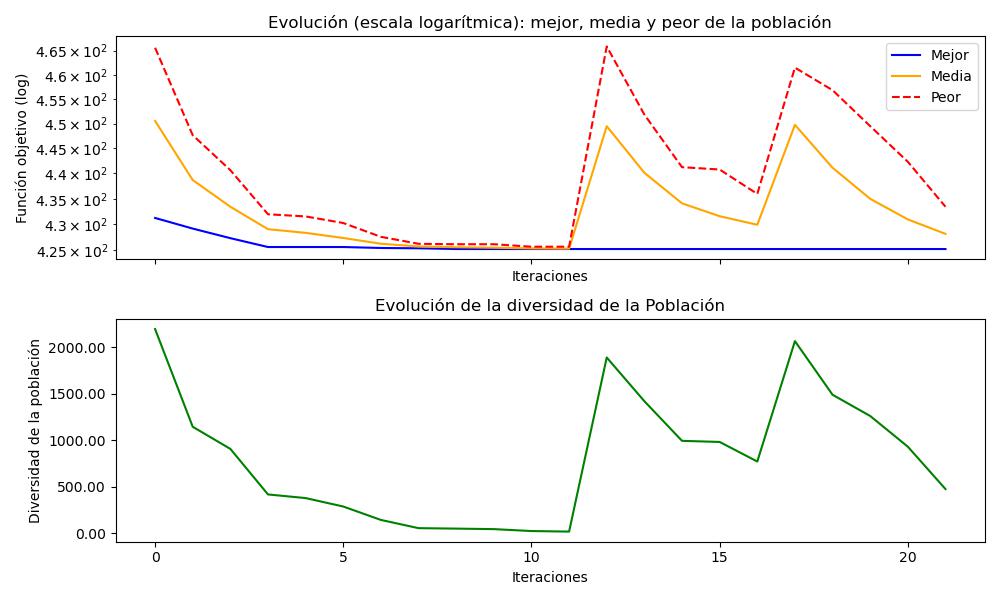 Evolución (escala logarítmica): mejor, media y peor de la población
Función objetivo (log)
4.65 × 10²
4.6 × 10²
4.55 × 10²
4.5 × 10²
4.45 × 10²
4.4 × 10²
4.35 × 10²
4.3 × 10²
4.25 × 10²
Mejor
Media
Peor
Iteraciones
Evolución de la diversidad de la Población
Diversidad de la población
2000.00
1500.00
1000.00
500.00
0.00
0 5 10 15 20
Iteraciones